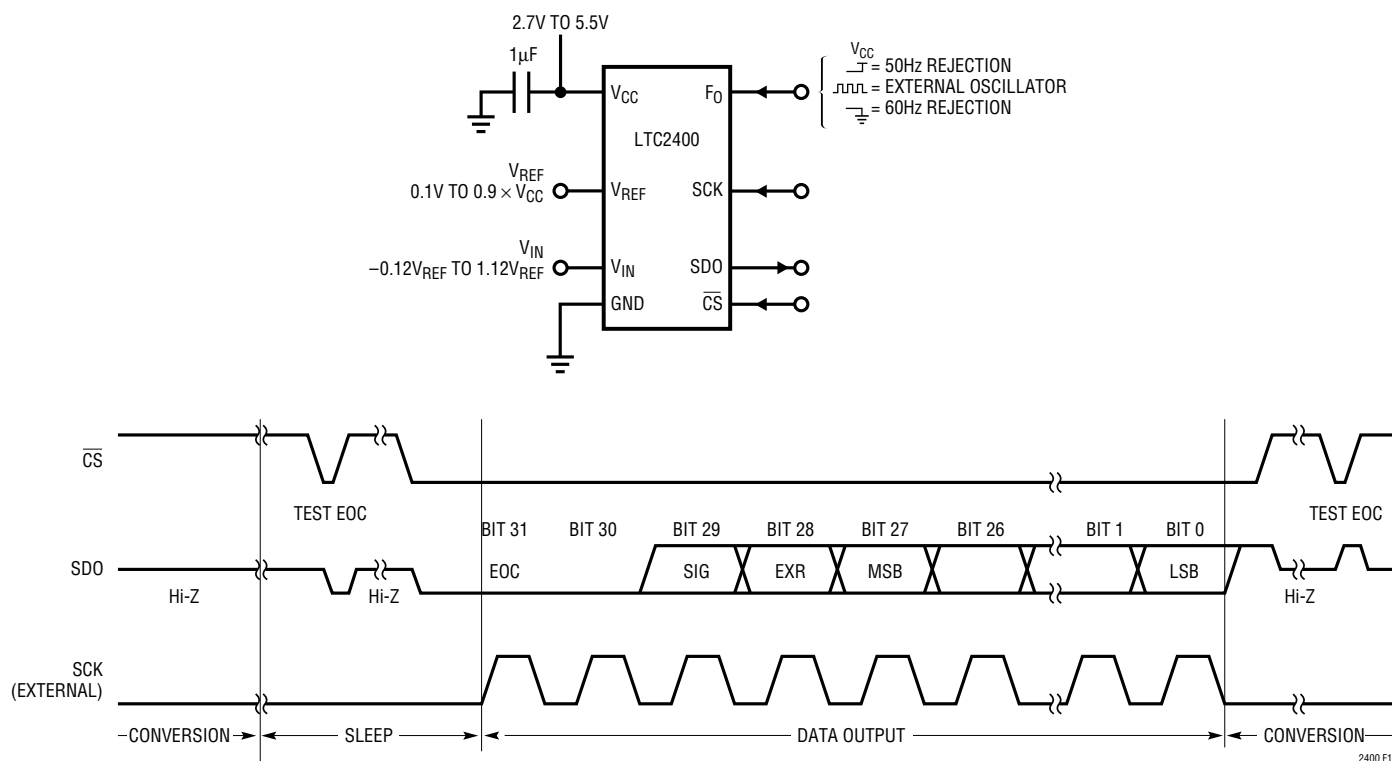 2.7V TO 5.5V
1µF
VCC
FO
LTC2400
VREF
0.1V TO 0.9 × VCC
VREF
SCK
VIN
–0.12VREF TO 1.12VREF
VIN
SDO
GND
CS
VCC
= 50Hz REJECTION
= EXTERNAL OSCILLATOR
= 60Hz REJECTION
CS
TEST EOC
TEST EOC
BIT 31 BIT 30 BIT 29 BIT 28 BIT 27 BIT 26 BIT 1 BIT 0
SDO
EOC SIG EXR MSB LSB
Hi-Z Hi-Z Hi-Z
SCK
(EXTERNAL)
CONVERSION SLEEP DATA OUTPUT CONVERSION
2400 F1